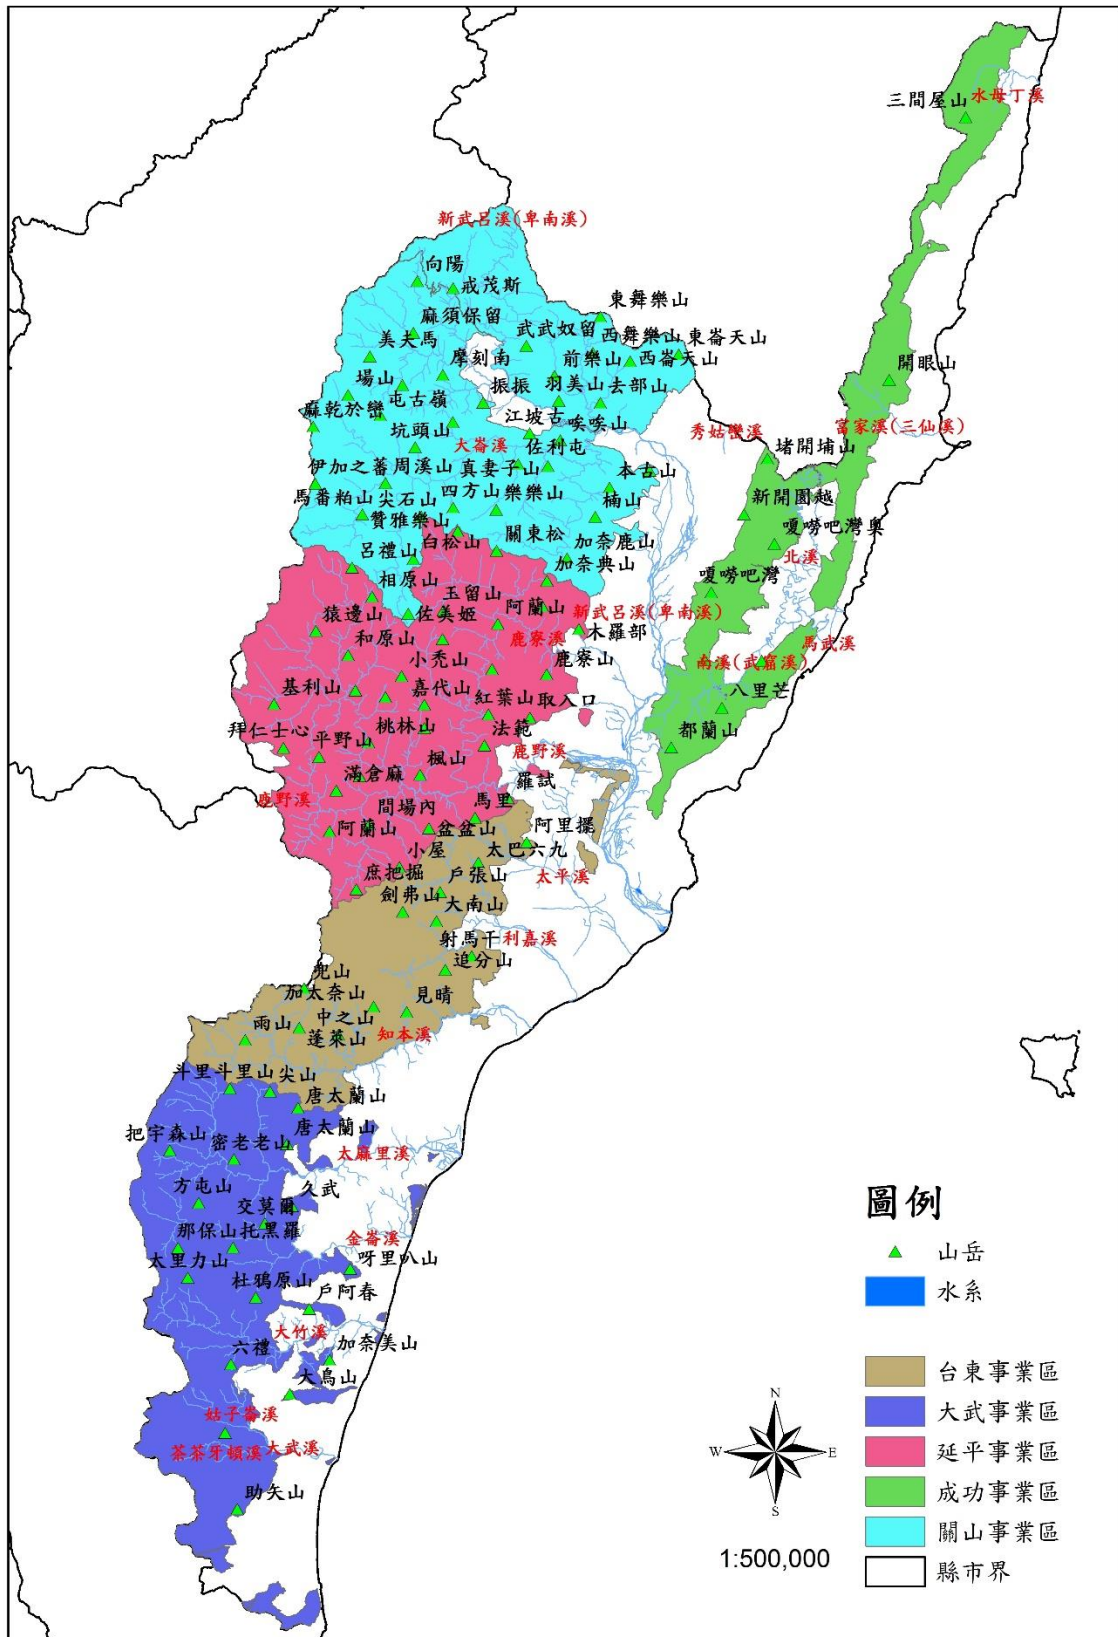 三間屋山
水母丁溪
新武呂溪(卑南溪)
向陽
戒茂斯
東舞樂山
麻須保留
武武奴留
西舞樂山
東崙天山
美夫馬
摩刻南
前樂山
西崙天山
開眼山
場山
屯古嶺
振振
羽美山
去部山
麻乾於巒
坑頭山
江坡古
唉唉山
富家溪(三仙溪)
大崙溪
佐利屯
秀姑巒溪
堵開埔山
伊加之蕃
周溪山
真妻子山
本古山
馬番粕山
尖石山
四方山
樂樂山
楠山
新開園越
贊雅樂山
嘎嘮吧灣奧
白松山
關東松
加奈鹿山
呂禮山
加奈典山
北溪
相原山
嘎嘮吧灣
玉留山
猿邊山
佐美姬
阿蘭山
新武呂溪(卑南溪)
和原山
鹿寮溪
木羅部
馬武溪
小禿山
鹿寮山
南溪(武窟溪)
基利山
嘉代山
紅葉山
取入口
八里芒
拜仁士心
平野山
桃林山
法範
都蘭山
楓山
鹿野溪
滿倉麻
羅試
鹿野溪
間場內
馬里
阿蘭山
盆盆山
阿里擺
小屋
太巴六九
庶把掘
戶張山
太平溪
劍弗山
大南山
射馬干
利嘉溪
追分山
兜山
加太奈山
見晴
雨山
中之山
知本溪
蓬萊山
斗里斗里山
尖山
唐太蘭山
把宇森山
密老老山
唐太蘭山
太麻里溪
方屯山
久武
交莫爾
那保山
托黑羅
金崙溪
太里力山
呀里叭山
杜鴉原山
戶阿春
大竹溪
六禮
加奈美山
大鳥山
姑子崙溪
茶茶牙頓溪
大武溪
助矢山
圖例
山岳
水系
台東事業區
大武事業區
延平事業區
成功事業區
關山事業區
縣市界
N
W
E
S
1:500,000